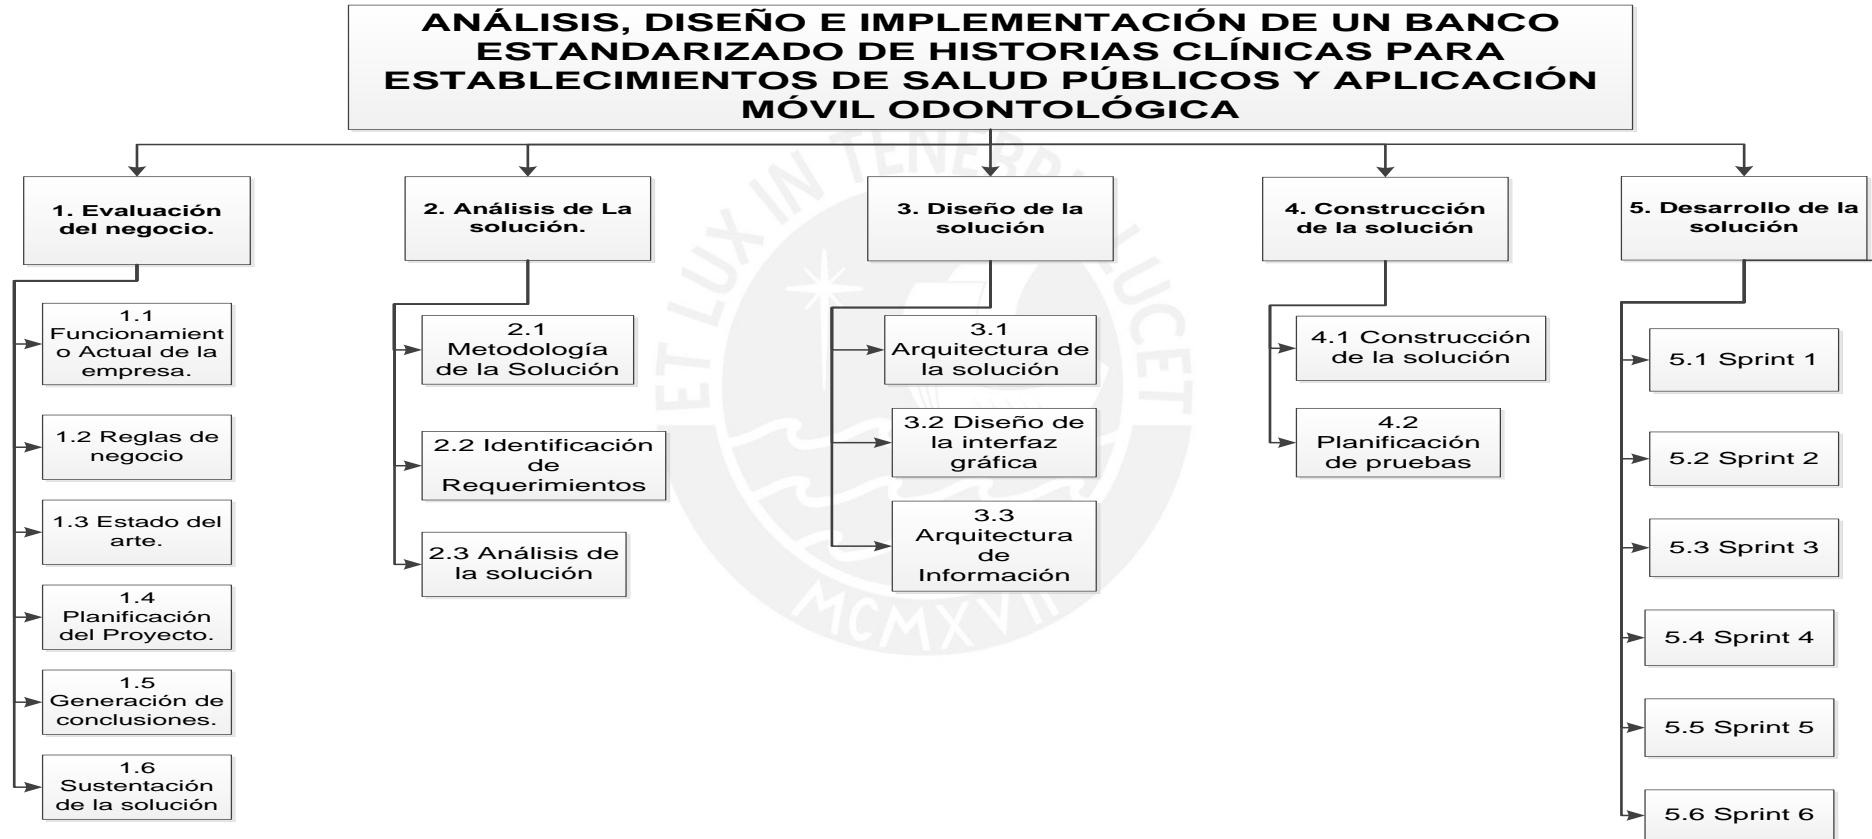 ANÁLISIS, DISEÑO E IMPLEMENTACIÓN DE UN BANCO
ESTANDARIZADO DE HISTORIAS CLÍNICAS PARA
ESTABLECIMIENTOS DE SALUD PÚBLICOS Y APLICACIÓN
MÓVIL ODONTOLÓGICA
1. Evaluación
del negocio.
1.1
Funcionamient
o Actual de la
empresa.
1.2 Reglas de
negocio
1.3 Estado del
arte.
1.4
Planificación
del Proyecto.
1.5
Generación de
conclusiones.
1.6
Sustentación
de la solución
2. Análisis de La
solución.
2.1
Metodología
de la Solución
2.2 Identificación
de
Requerimientos
2.3 Análisis de
la solución
3. Diseño de la
solución
3.1
Arquitectura de
la solución
3.2 Diseño de
la interfaz
gráfica
3.3
Arquitectura
de
Información
4. Construcción
de la solución
4.1 Construcción
de la solución
4.2
Planificación
de pruebas
5. Desarrollo de la
solución
5.1 Sprint 1
5.2 Sprint 2
5.3 Sprint 3
5.4 Sprint 4
5.5 Sprint 5
5.6 Sprint 6
ET LUX IN LUCET